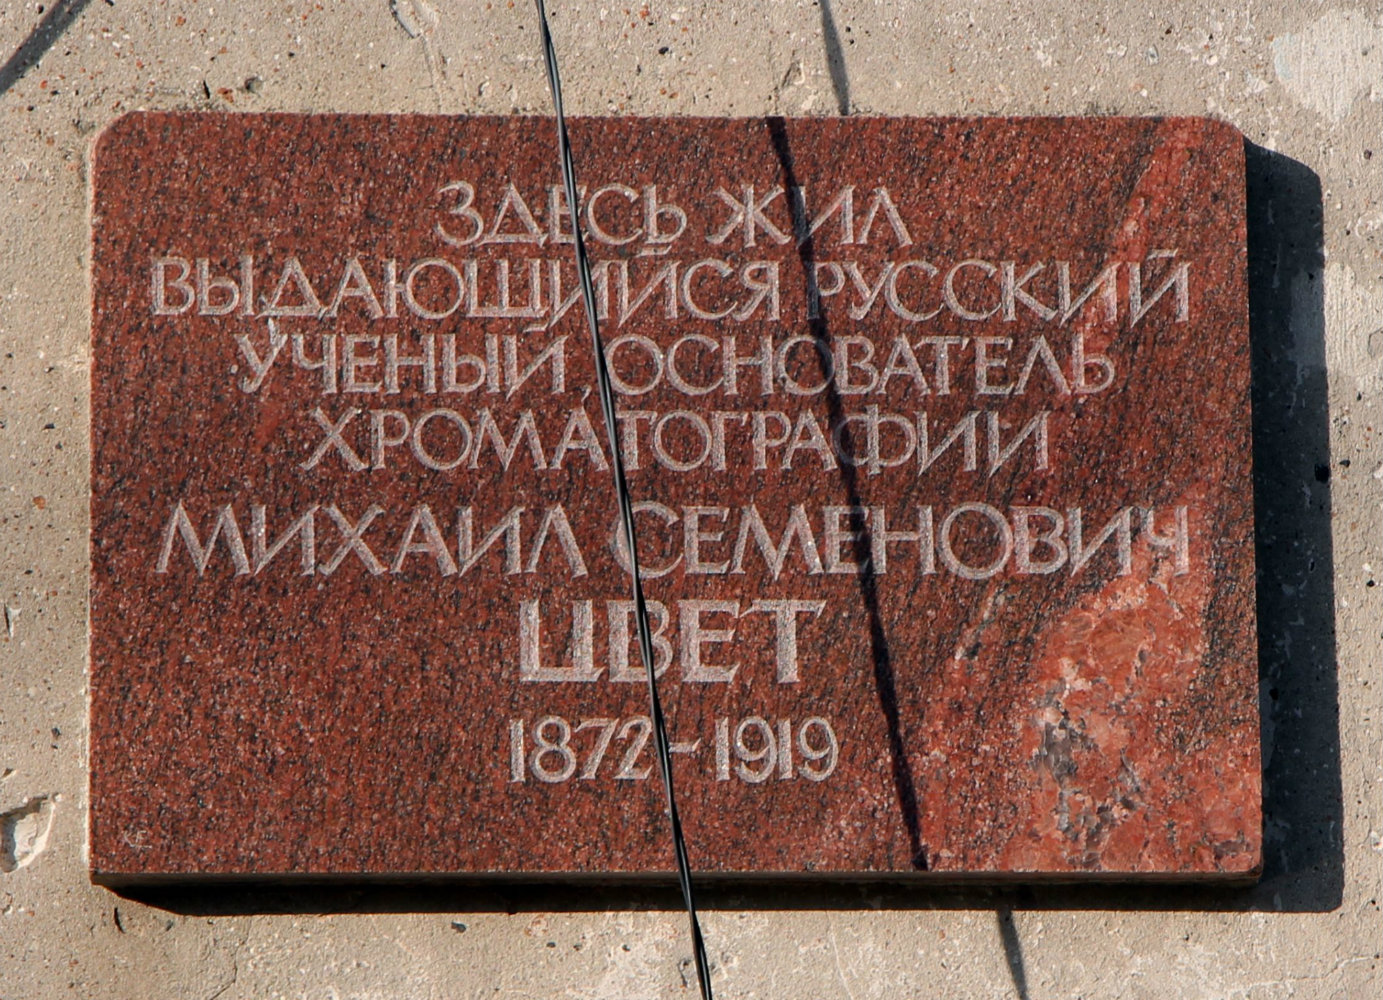 ЗДЕСЬ ЖИЛ
ВЫДАЮЩИЙСЯ РУССКИЙ
УЧЕНЫЙ, ОСНОВАТЕЛЬ
ХРОМАТОГРАФИИ
МИХАИЛ СЕМЕНОВИЧ
ЦВЕТ
1872-1919